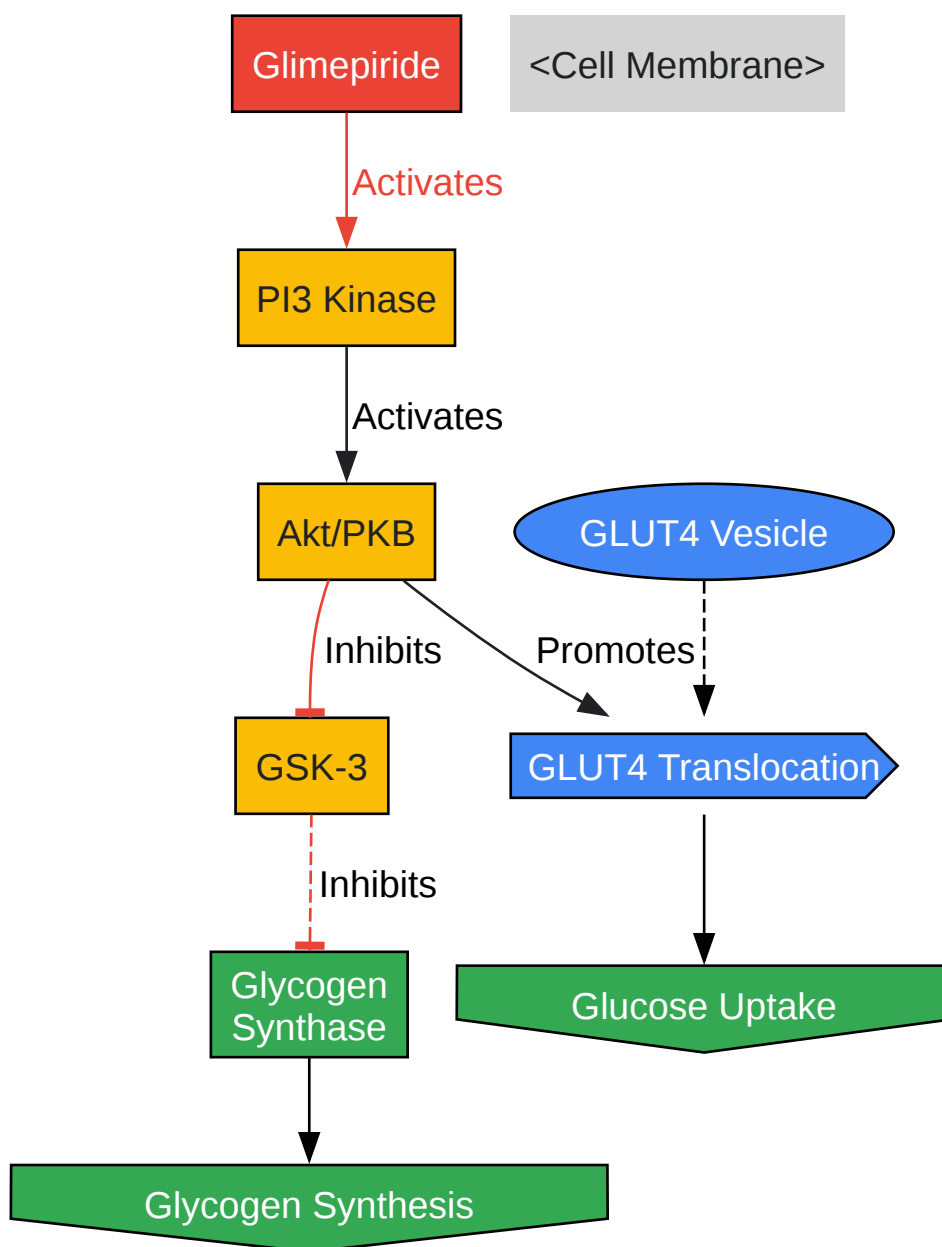 Glimepiride
<Cell Membrane>
Activates
PI3 Kinase
Activates
Akt/PKB
GLUT4 Vesicle
Inhibits
Promotes
GSK-3
GLUT4 Translocation
Inhibits
Glycogen
Synthase
Glucose Uptake
Glycogen Synthesis